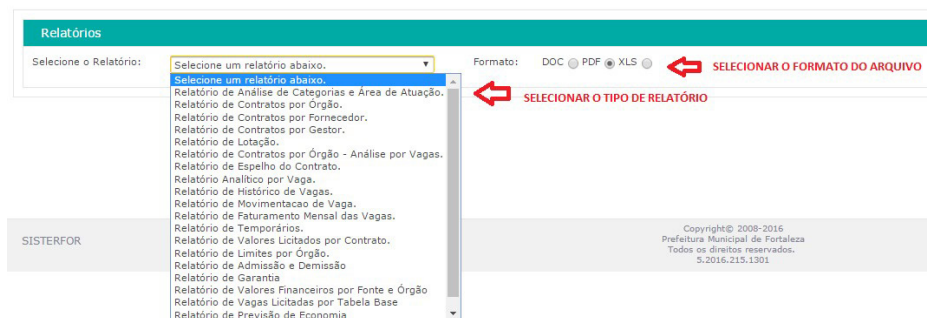 Relatórios
Selecione o Relatório:
Selecione um relatório abaixo.
Formato: DOC PDF XLS
SELECIONAR O FORMATO DO ARQUIVO
Selecione um relatório abaixo.
Relatório de Análise de Categorias e Área de Atuação.
SELECIONAR O TIPO DE RELATÓRIO
Relatório de Contratos por Órgão.
Relatório de Contratos por Fornecedor.
Relatório de Contratos por Gestor.
Relatório de Lotação.
Relatório de Contratos por Órgão - Análise por Vagas.
Relatório de Espelho do Contrato.
Relatório Analítico por Vaga.
Relatório de Histórico de Vagas.
Relatório de Movimentacao de Vaga.
Relatório de Faturamento Mensal das Vagas.
Relatório de Temporários.
Relatório de Valores Licitados por Contrato.
Relatório de Limites por Órgão.
Relatório de Admissão e Demissão
Relatório de Garantia
Relatório de Valores Financeiros por Fonte e Órgão
Relatório de Vagas Licitadas por Tabela Base
Relatório de Previsão de Economia
SISTERFOR
Copyright© 2008-2016
Prefeitura Municipal de Fortaleza
Todos os direitos reservados.
5.2016.215.1301